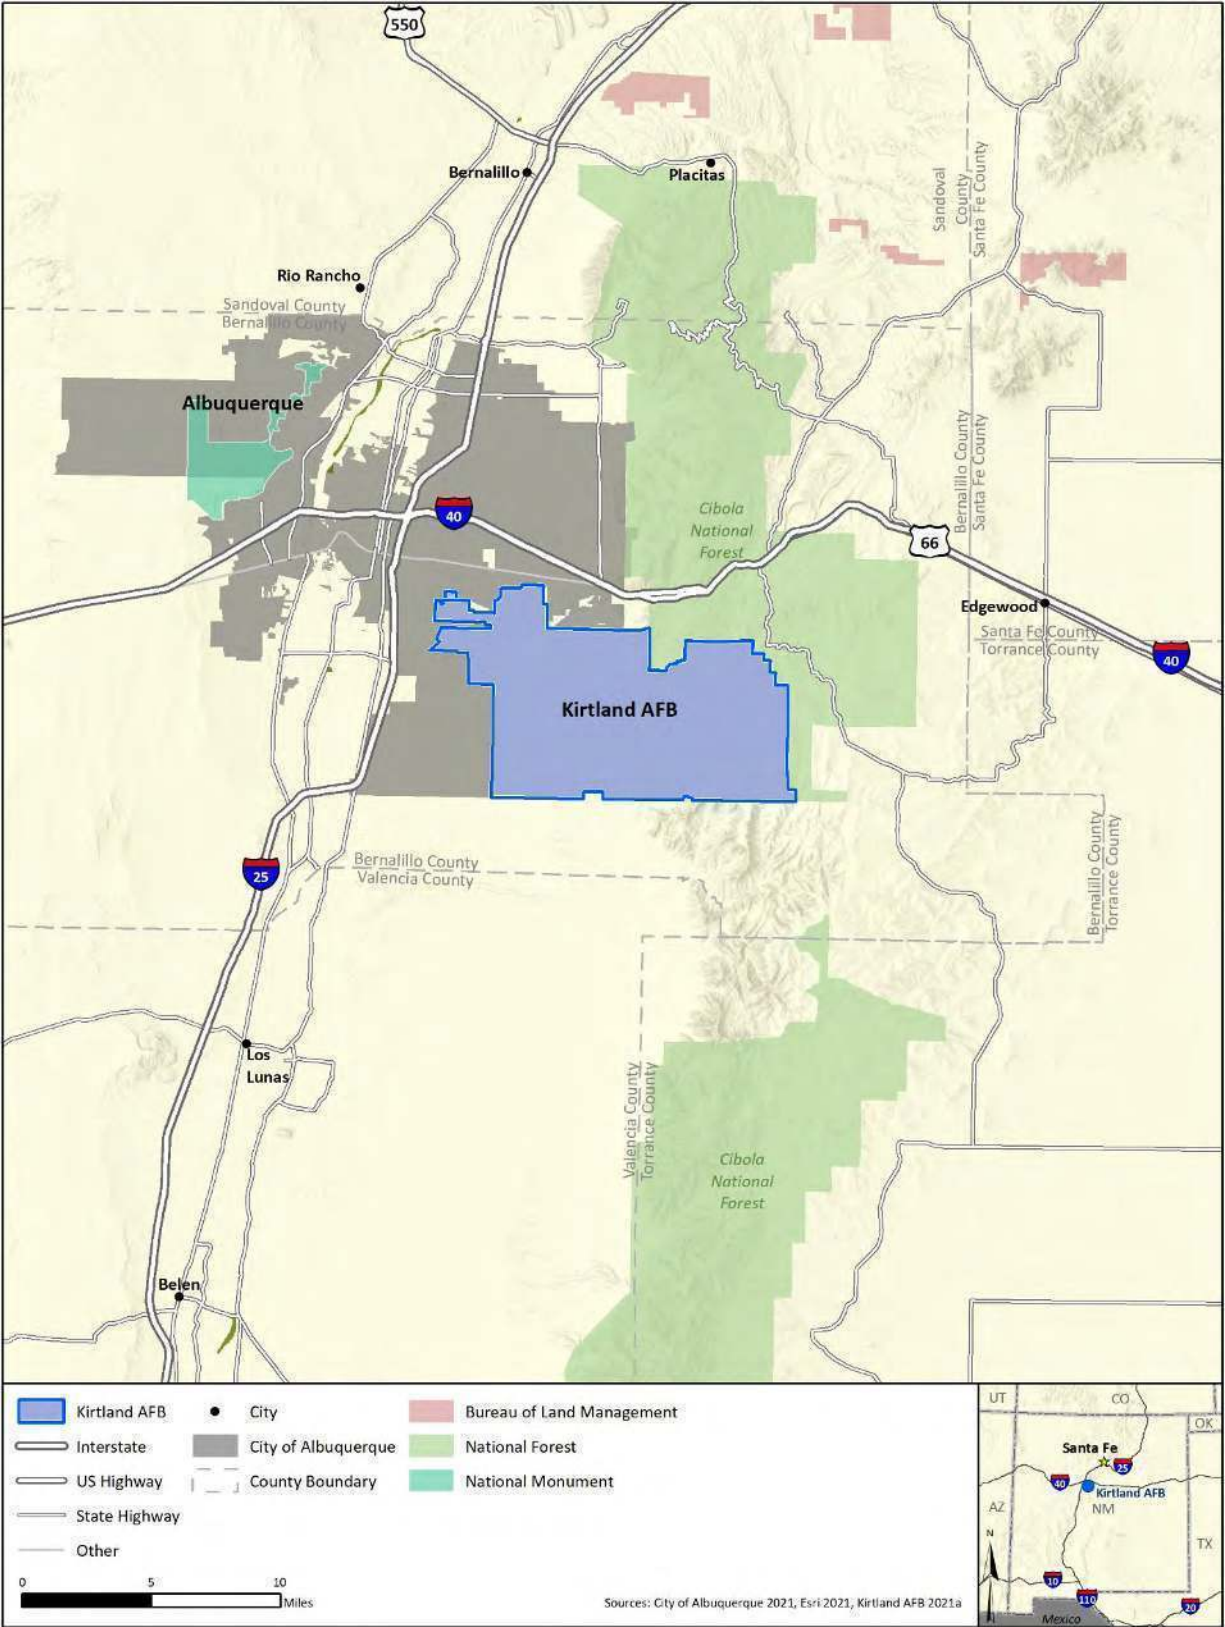 550
Bernalillo
Placitas
Sandoval
County
Santa Fe County
Rio Rancho
Sandoval County
Bernalillo County
Albuquerque
Bernalillo County
Santa Fe County
40
Cibola
National
Forest
66
Edgewood
Santa Fe County
Torrance County
40
Kirtland AFB
Bernalillo County
Valencia County
25
Bernalillo County
Torrance County
Los
Lunas
Valencia County
Torrance County
Cibola
National
Forest
Belen
Kirtland AFB
City
Bureau of Land Management
Interstate
City of Albuquerque
National Forest
US Highway
County Boundary
National Monument
State Highway
Other
0 5 10
Miles
Sources: City of Albuquerque 2021, Esri 2021, Kirtland AFB 2021a
UT
CO
OK
Santa Fe
25
40
Kirtland AFB
NM
AZ
TX
N
10
110
20
Mexico